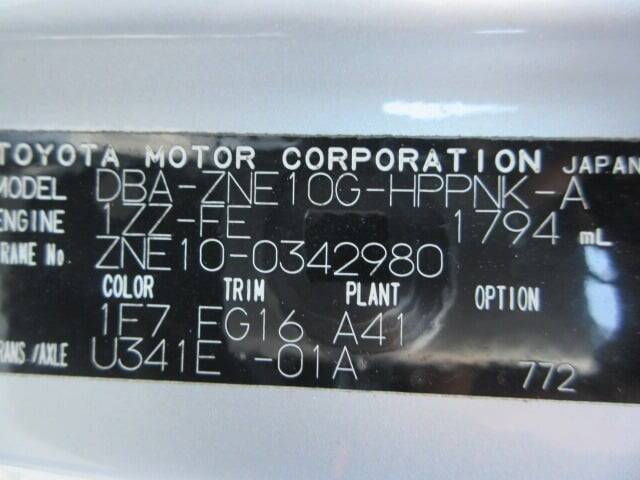 TOYOTA MOTOR CORPORATION JAPAN
MODEL DBA-ZNE10G-HPPNK-A
ENGINE 1ZZ-FE 1794 mL
FRAME No. ZNE10-0342980
COLOR TRIM PLANT OPTION
1F7 FG16 A41
TRANS./AXLE U341E -01A 772